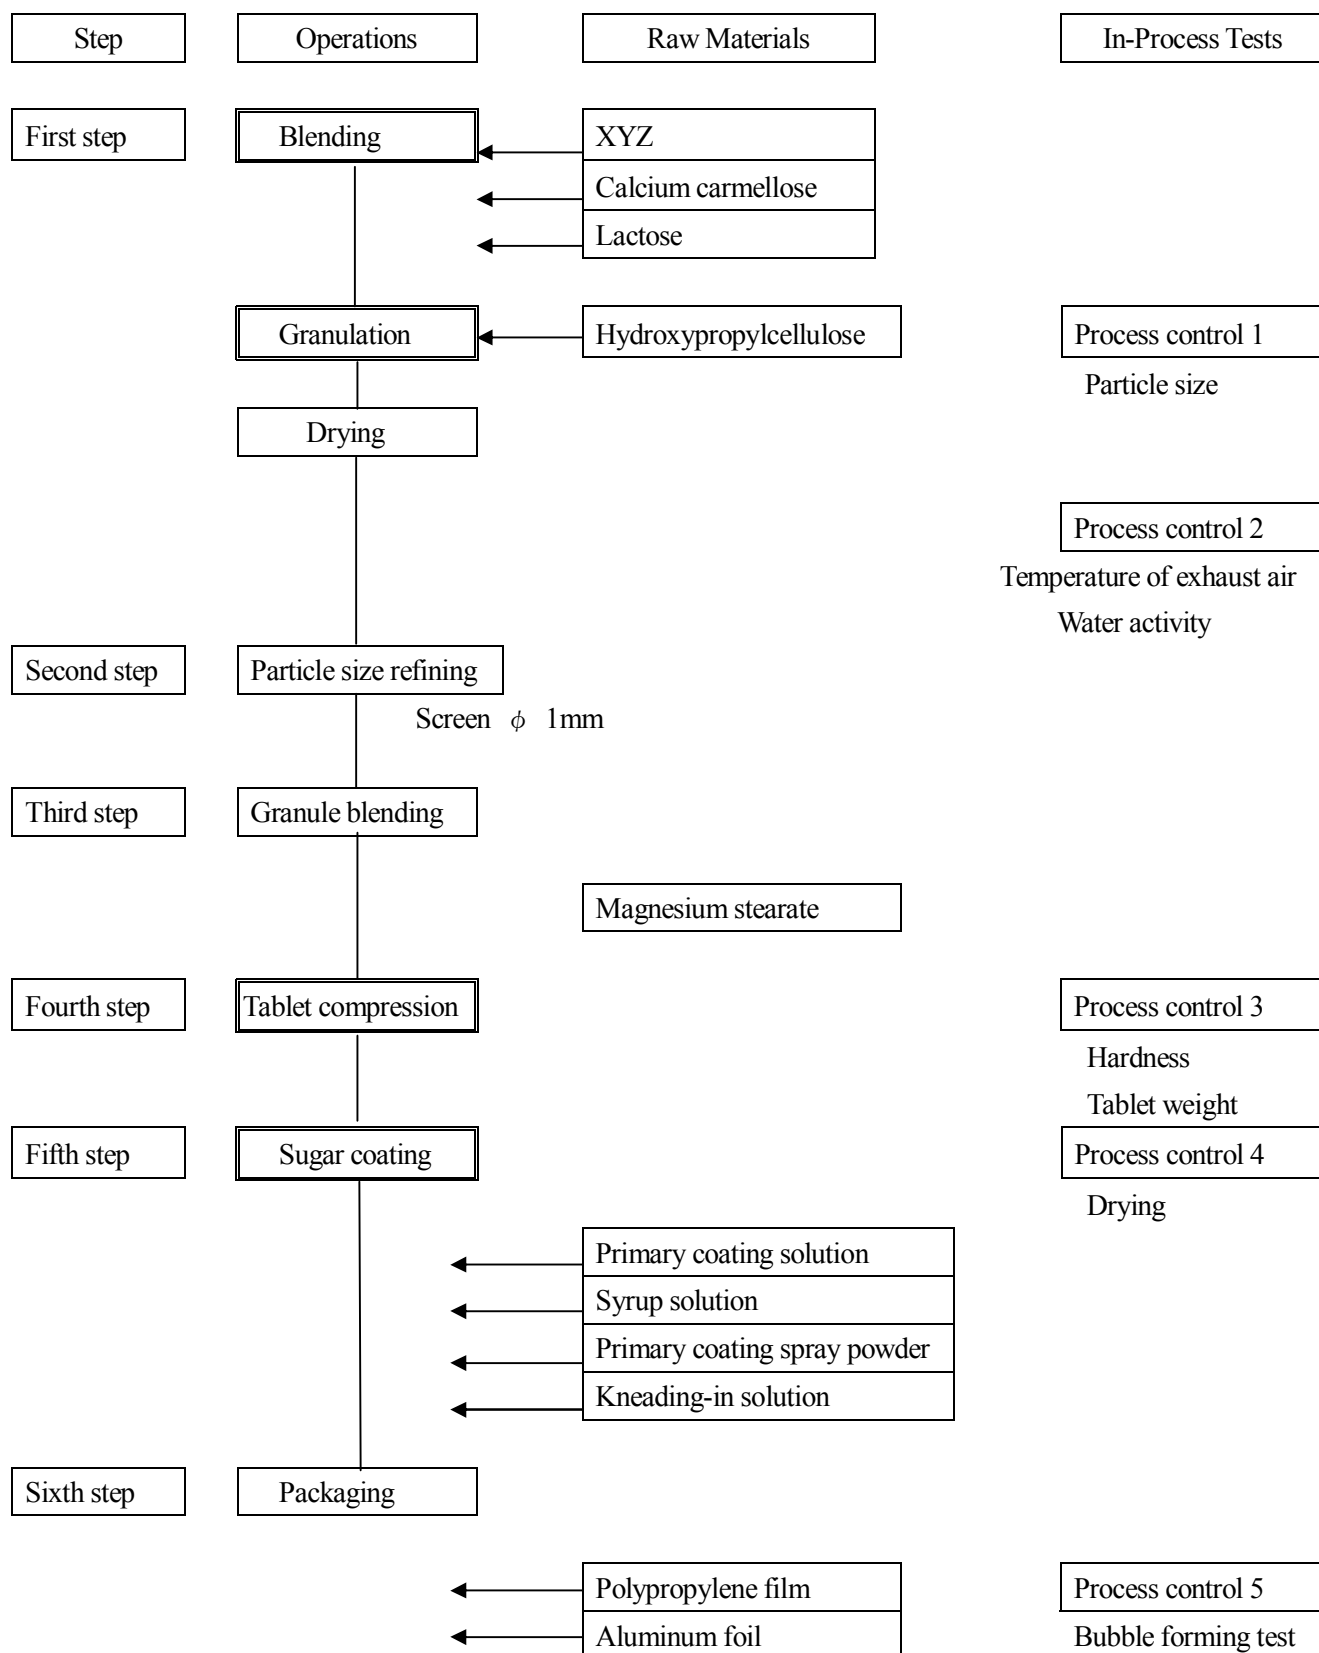 Step Operations Raw Materials In-Process Tests
First step Blending XYZ
Calcium carmellose
Lactose
Granulation Hydroxypropylcellulose Process control 1
Particle size
Drying
Process control 2
Temperature of exhaust air
Water activity
Second step Particle size refining
Screen φ 1mm
Third step Granule blending
Magnesium stearate
Fourth step Tablet compression Process control 3
Hardness
Tablet weight
Fifth step Sugar coating Process control 4
Drying
Primary coating solution
Syrup solution
Primary coating spray powder
Kneading-in solution
Sixth step Packaging
Polypropylene film Process control 5
Aluminum foil Bubble forming test